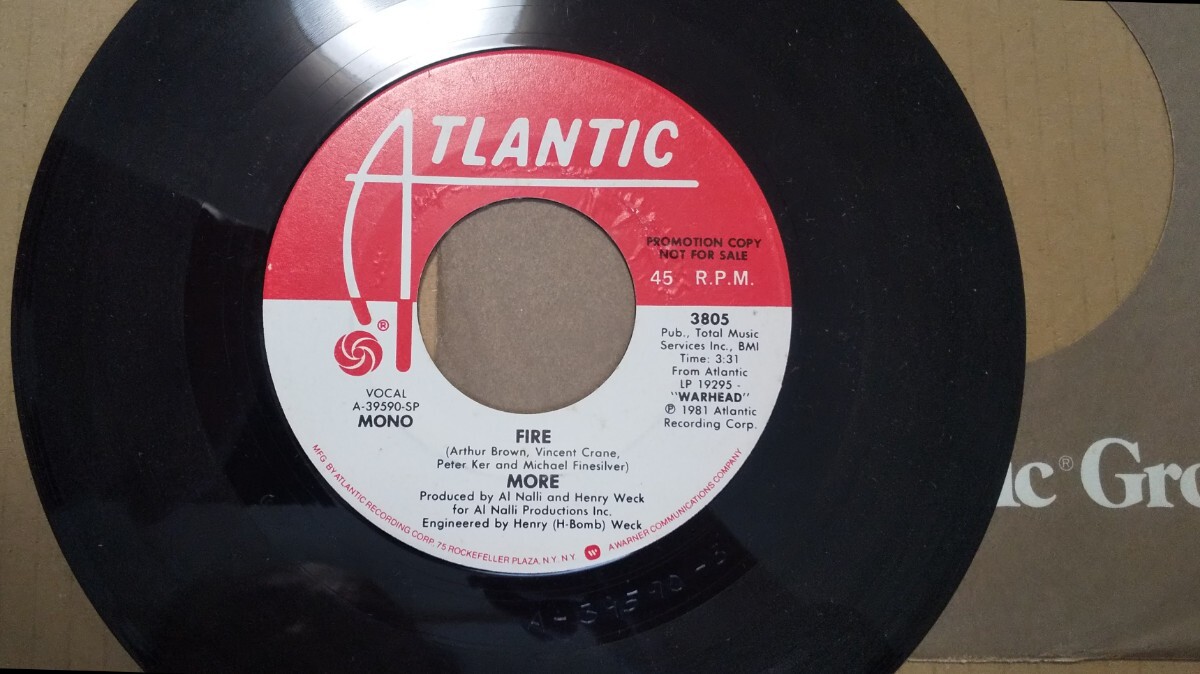 ATLANTIC
PROMOTION COPY
NOT FOR SALE
45 R.P.M.
®
VOCAL
A-39590-SP
MONO
3805
Pub., Total Music
Services Inc., BMI
Time: 3:31
From Atlantic
LP 19295 -
"WARHEAD"
℗ 1981 Atlantic
Recording Corp.
FIRE
(Arthur Brown, Vincent Crane,
Peter Ker and Michael Finesilver)
MORE
Produced by Al Nalli and Henry Weck
for Al Nalli Productions Inc.
Engineered by Henry (H-Bomb) Weck
MFG BY ATLANTIC RECORDING CORP. 75 ROCKEFELLER PLAZA, N.Y. N.Y. W A WARNER COMMUNICATIONS COMPANY
ic® Gro